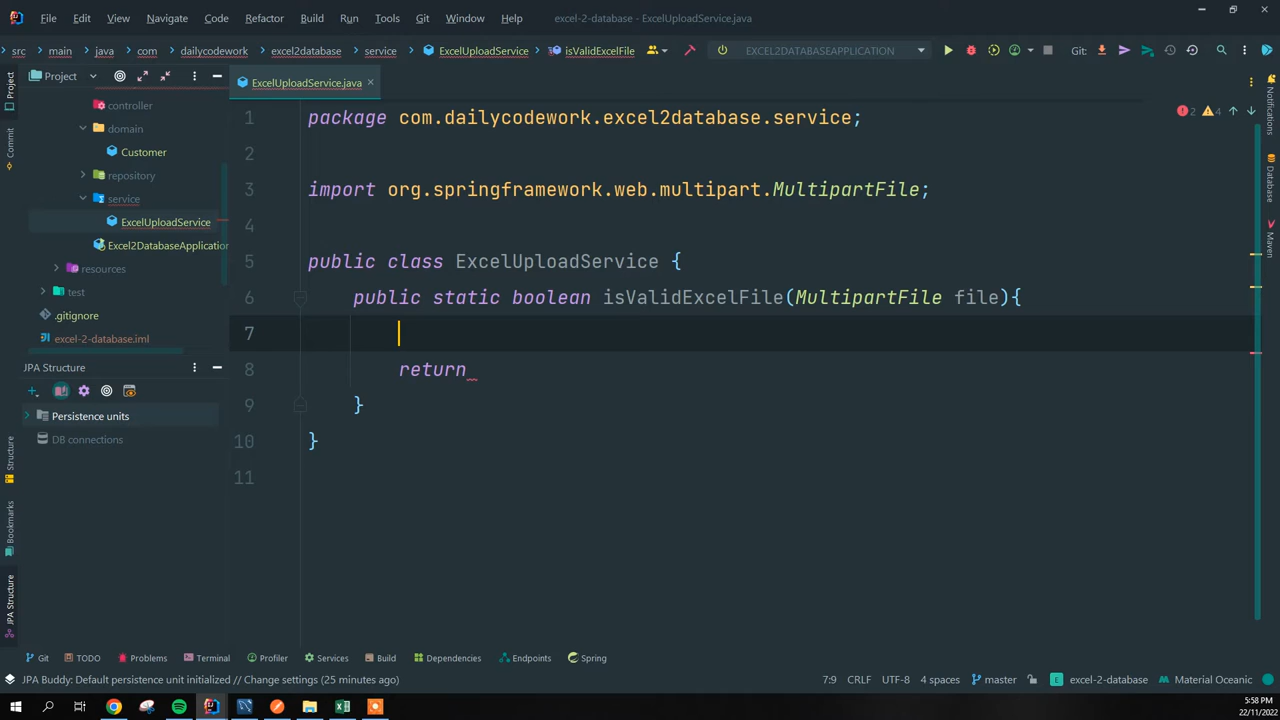 File Edit View Navigate Code Refactor Build Run Tools Git Window Help excel-2-database - ExcelUploadService.java
src main java com dailycodework excel2database service ExcelUploadService isValidExcelFile EXCEL2DATABASEAPPLICATION Git:
Project
ExcelUploadService.java
controller
domain
Customer
repository
service
ExcelUploadService
Excel2DatabaseApplication
resources
test
.gitignore
excel-2-database.iml
JPA Structure
Persistence units
DB connections
1 package com.dailycodework.excel2database.service;
2
3 import org.springframework.web.multipart.MultipartFile;
4
5 public class ExcelUploadService {
6 public static boolean isValidExcelFile(MultipartFile file){
7
8 return
9 }
10 }
11
2 4
Project
Commit
Structure
Bookmarks
JPA Structure
Notifications
Database
Maven
Git TODO Problems Terminal Profiler Services Build Dependencies Endpoints Spring
JPA Buddy: Default persistence unit initialized // Change settings (25 minutes ago) 7:9 CRLF UTF-8 4 spaces master E excel-2-database Material Oceanic
5:58 PM
22/11/2022